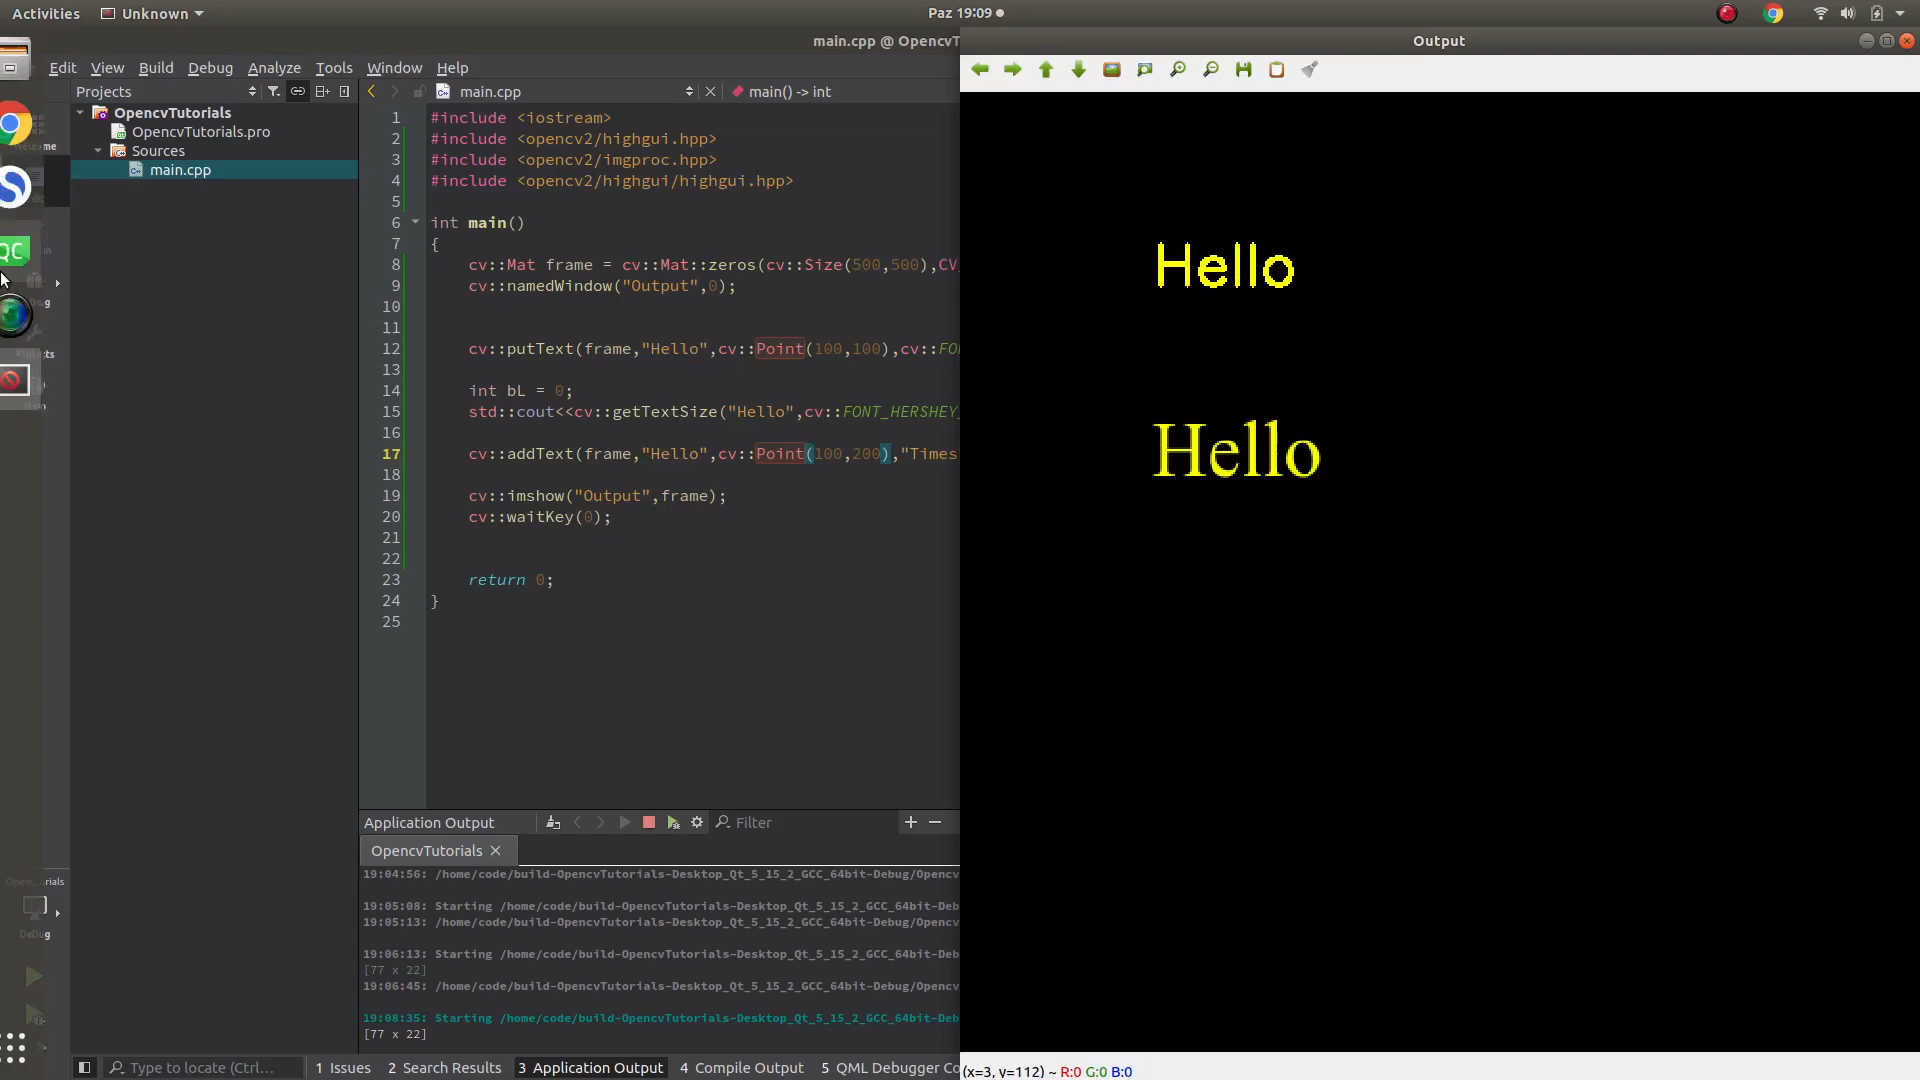 Activities Unknown Paz 19:09
main.cpp @ OpencvT
Output
Edit View Build Debug Analyze Tools Window Help
Projects
main.cpp
main() -> int
OpencvTutorials
OpencvTutorials.pro
Sources
main.cpp
1 #include <iostream>
2 #include <opencv2/highgui.hpp>
3 #include <opencv2/imgproc.hpp>
4 #include <opencv2/highgui/highgui.hpp>
5
6 int main()
7 {
8 cv::Mat frame = cv::Mat::zeros(cv::Size(500,500),CV_
9 cv::namedWindow("Output",0);
10
11
12 cv::putText(frame,"Hello",cv::Point(100,100),cv::FO
13
14 int bL = 0;
15 std::cout<<cv::getTextSize("Hello",cv::FONT_HERSHEY_
16
17 cv::addText(frame,"Hello",cv::Point(100,200),"Times
18
19 cv::imshow("Output",frame);
20 cv::waitKey(0);
21
22
23 return 0;
24 }
25
Hello
Hello
Application Output
Filter
OpencvTutorials
19:04:56: /home/code/build-OpencvTutorials-Desktop_Qt_5_15_2_GCC_64bit-Debug/Opencv
19:05:08: Starting /home/code/build-OpencvTutorials-Desktop_Qt_5_15_2_GCC_64bit-Deb
19:05:13: /home/code/build-OpencvTutorials-Desktop_Qt_5_15_2_GCC_64bit-Debug/Opencv
19:06:13: Starting /home/code/build-OpencvTutorials-Desktop_Qt_5_15_2_GCC_64bit-Deb
[77 x 22]
19:06:45: /home/code/build-OpencvTutorials-Desktop_Qt_5_15_2_GCC_64bit-Debug/Opencv
19:08:35: Starting /home/code/build-OpencvTutorials-Desktop_Qt_5_15_2_GCC_64bit-Deb
[77 x 22]
QC
DeDug
Type to locate (Ctrl...
1 Issues 2 Search Results 3 Application Output 4 Compile Output 5 QML Debugger Co
(x=3, y=112) ~ R:0 G:0 B:0